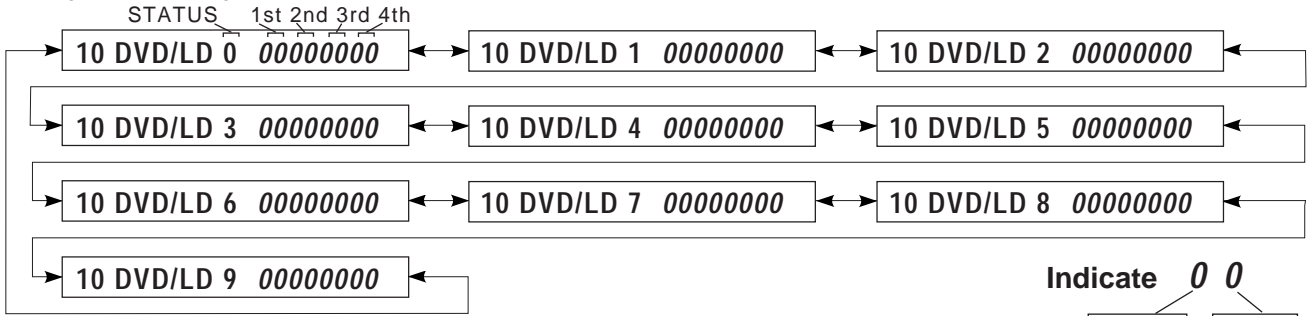 STATUS 1st 2nd 3rd 4th
10 DVD/LD 0 00000000 10 DVD/LD 1 00000000 10 DVD/LD 2 00000000
10 DVD/LD 3 00000000 10 DVD/LD 4 00000000 10 DVD/LD 5 00000000
10 DVD/LD 6 00000000 10 DVD/LD 7 00000000 10 DVD/LD 8 00000000
10 DVD/LD 9 00000000
Indicate 0 0